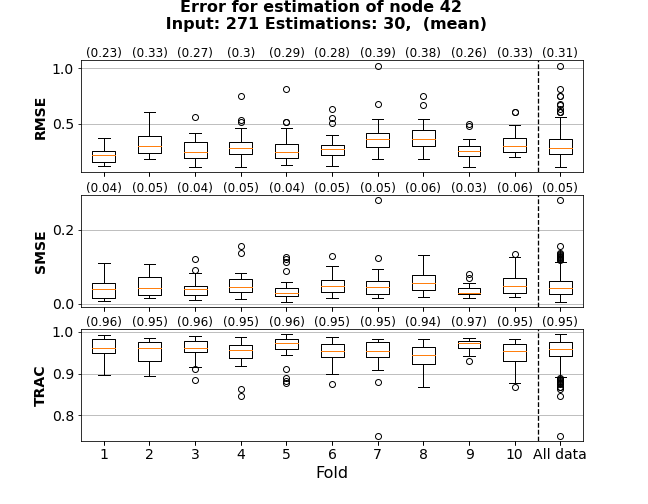 Error for estimation of node 42
Input: 271 Estimations: 30, (mean)
(0.23) (0.33) (0.27) (0.3) (0.29) (0.28) (0.39) (0.38) (0.26) (0.33) (0.31)
1.0
RMSE
0.5
(0.04) (0.05) (0.04) (0.05) (0.04) (0.05) (0.05) (0.06) (0.03) (0.06) (0.05)
0.2
SMSE
0.0
(0.96) (0.95) (0.96) (0.95) (0.96) (0.95) (0.95) (0.94) (0.97) (0.95) (0.95)
1.0
0.9
TRAC
0.8
1 2 3 4 5 6 7 8 9 10 All data
Fold